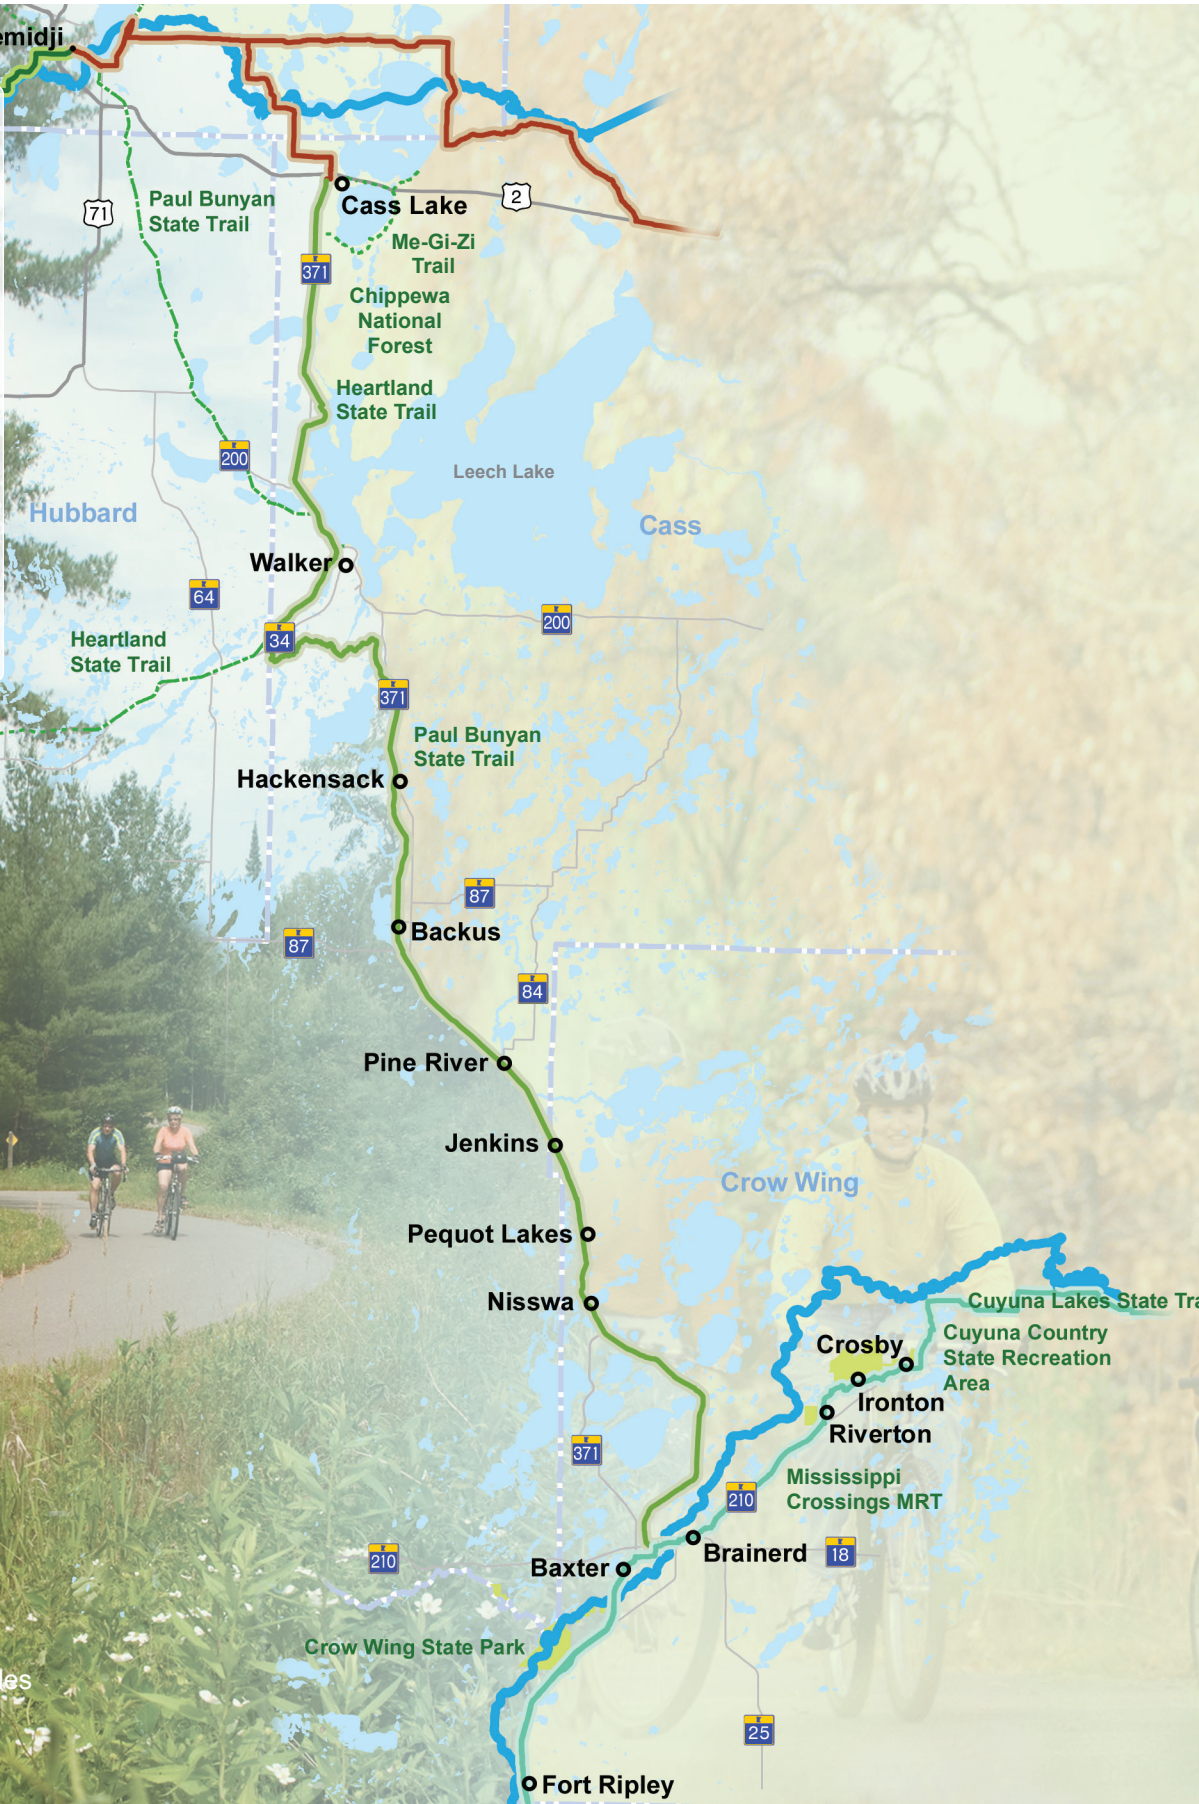 emidji
71
Paul Bunyan
State Trail
2
Cass Lake
Me-Gi-Zi
Trail
371
Chippewa
National
Forest
Heartland
State Trail
200
Leech Lake
Hubbard
Cass
Walker
64
200
34
Heartland
State Trail
371
Paul Bunyan
State Trail
Hackensack
87
Backus
87
84
Pine River
Jenkins
Crow Wing
Pequot Lakes
Nisswa
Cuyuna Lakes State Tra
Cuyuna Country
State Recreation
Area
Crosby
Ironton
Riverton
371
Mississippi
Crossings MRT
210
Brainerd
18
210
Baxter
Crow Wing State Park
les
25
Fort Ripley